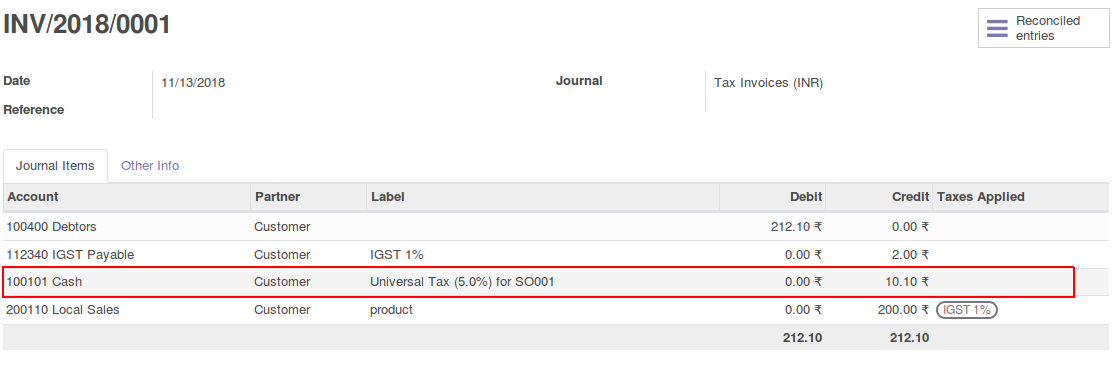 INV/2018/0001
Reconciled
entries
Date 11/13/2018 Journal Tax Invoices (INR)
Reference
Journal Items Other Info
Account Partner Label Debit Credit Taxes Applied
100400 Debtors Customer 212.10 ₹ 0.00 ₹
112340 IGST Payable Customer IGST 1% 0.00 ₹ 2.00 ₹
100101 Cash Customer Universal Tax (5.0%) for SO001 0.00 ₹ 10.10 ₹
200110 Local Sales Customer product 0.00 ₹ 200.00 ₹ IGST 1%
212.10 212.10